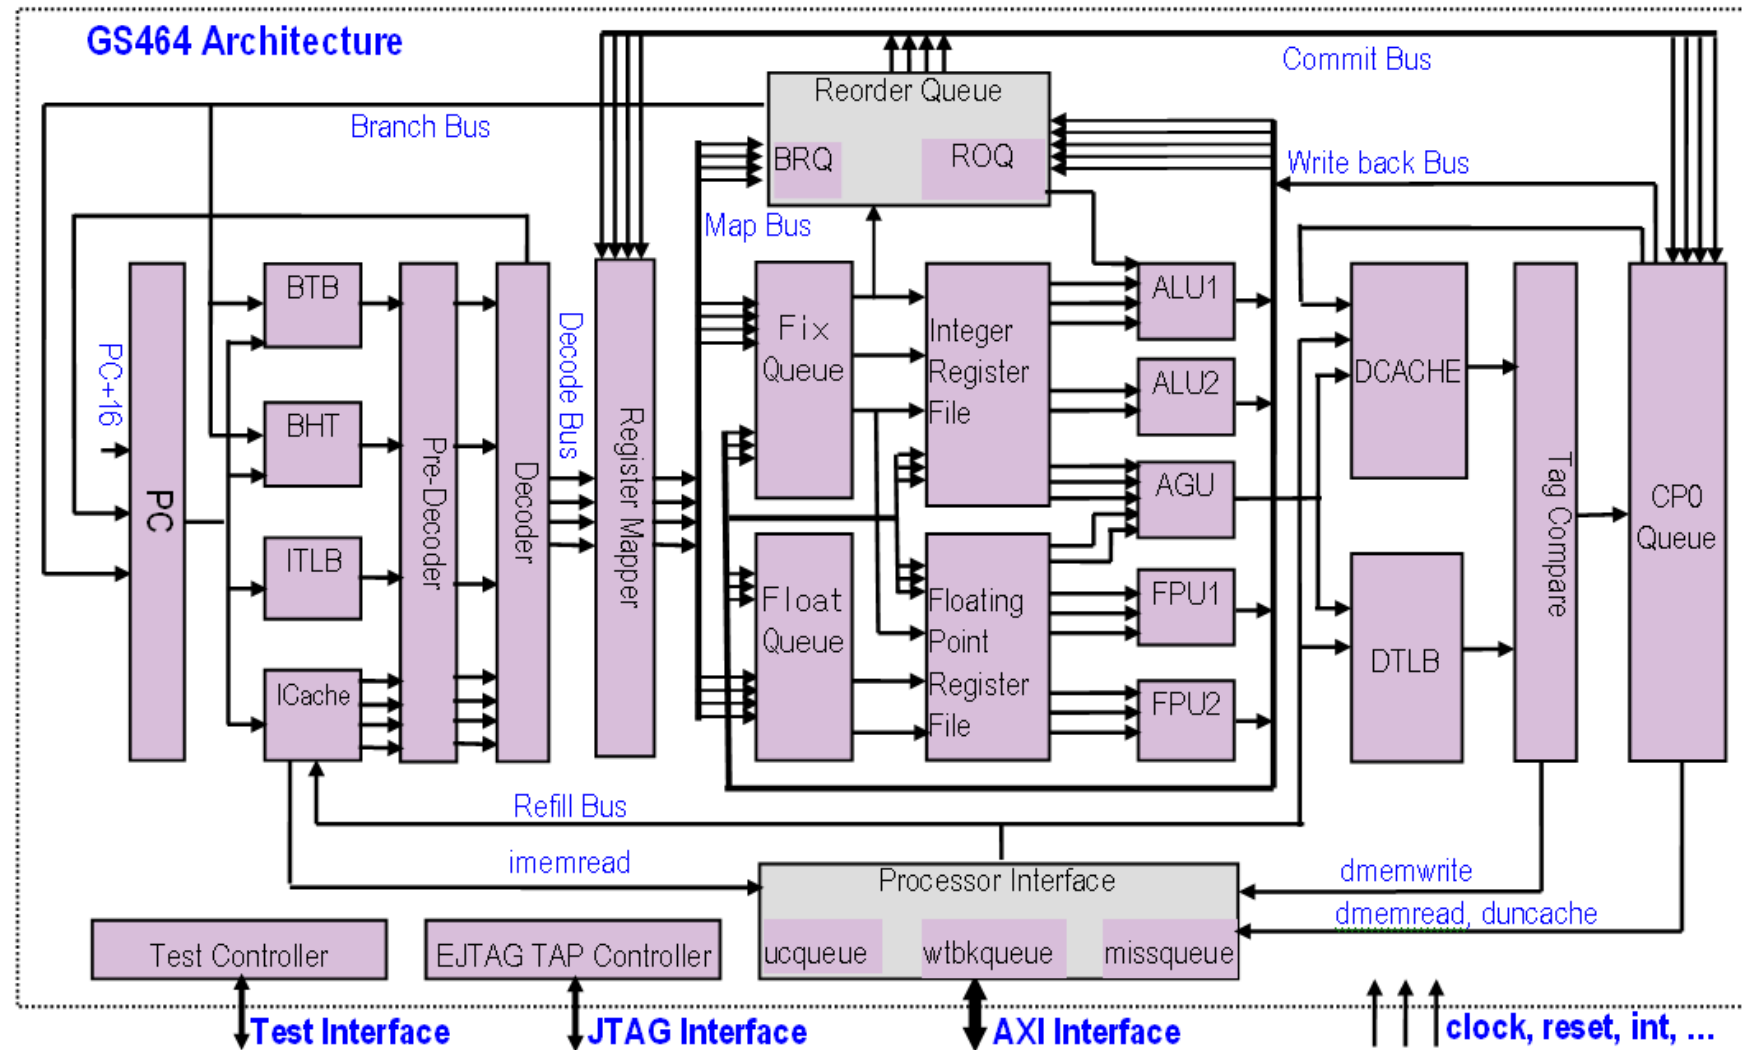 GS464 Architecture
Commit Bus
Reorder Queue
Branch Bus
BRQ
ROQ
Write back Bus
Map Bus
PC+16
PC
BTB
BHT
ITLB
ICache
Pre-Decoder
Decoder
Decode Bus
Register Mapper
Fix
Queue
Float
Queue
Integer
Register
File
Floating
Point
Register
File
ALU1
ALU2
AGU
FPU1
FPU2
DCACHE
DTLB
Tag Compare
CP0
Queue
Refill Bus
imemread
Processor Interface
dmemwrite
dmemread, duncache
ucqueue
wtbkqueue
missqueue
Test Controller
EJTAG TAP Controller
Test Interface
JTAG Interface
AXI Interface
clock, reset, int, ...